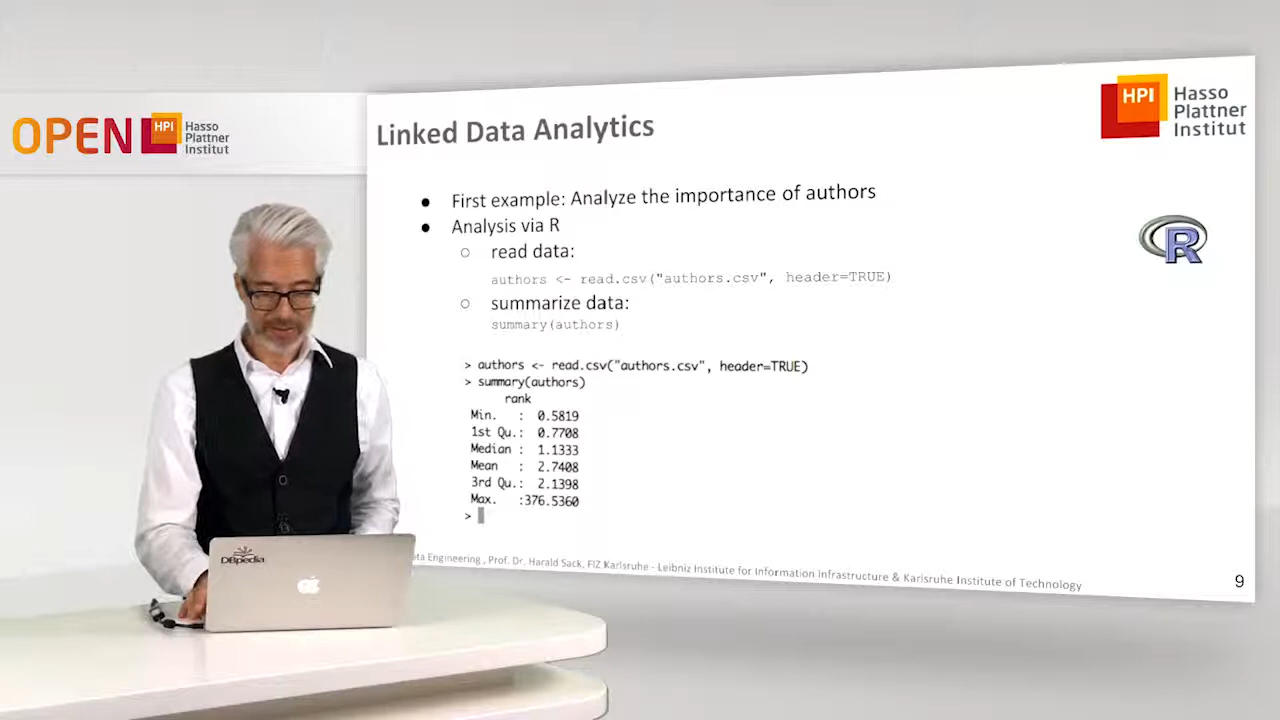 OPEN HPI Hasso
Plattner
Institut
HPI Hasso
Plattner
Institut
Linked Data Analytics
● First example: Analyze the importance of authors
● Analysis via R
○ read data:
authors <- read.csv("authors.csv", header=TRUE)
○ summarize data:
summary(authors)
R
> authors <- read.csv("authors.csv", header=TRUE)
> summary(authors)
rank
Min. : 0.5819
1st Qu.: 0.7708
Median : 1.1333
Mean : 2.7408
3rd Qu.: 2.1398
Max. :376.5360
>
Engineering , Prof. Dr. Harald Sack, FIZ Karlsruhe - Leibniz Institute for Information Infrastructure & Karlsruhe Institute of Technology
9
DBpedia